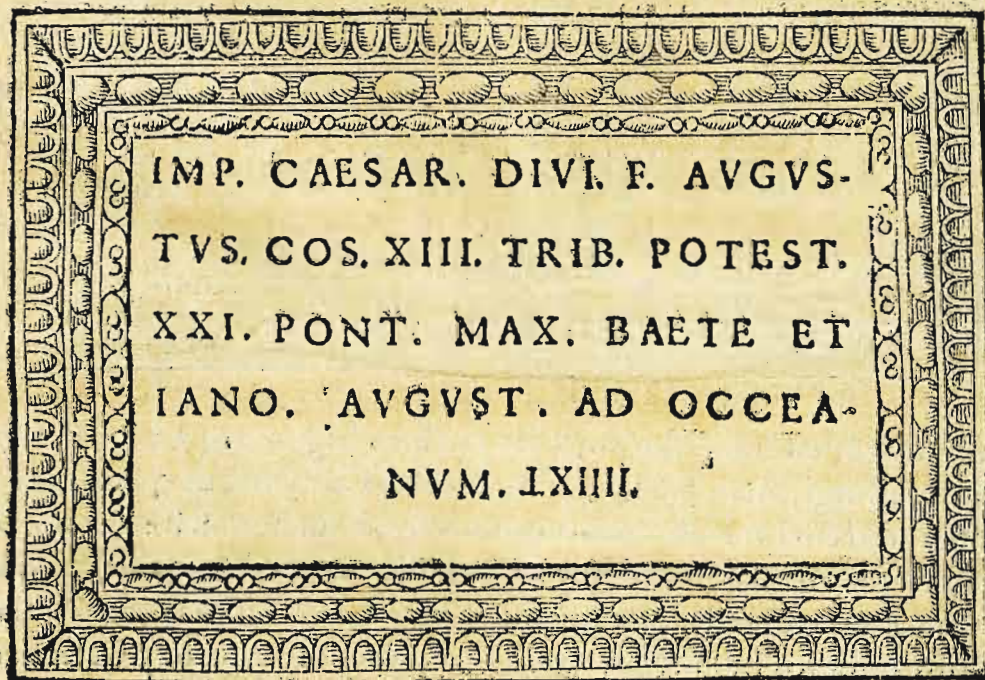 IMP. CAESAR. DIVI. F. AVGVS-
TVS. COS. XIII. TRIB. POTEST.
XXI. PONT. MAX. BAETE ET
IANO. AVGVST. AD OCCEA-
NVM. LXIIII.